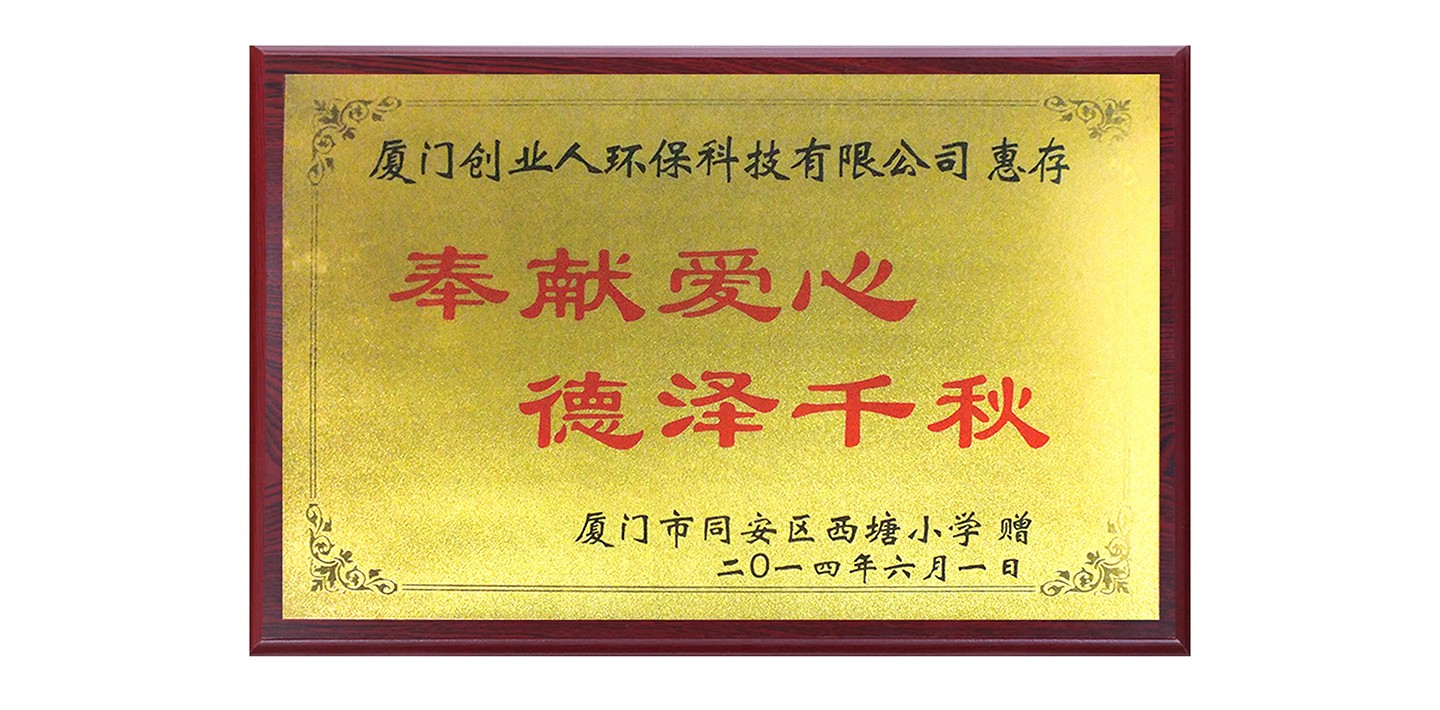 厦门创业人环保科技有限公司 惠存
奉献爱心
德泽千秋
厦门市同安区西塘小学 赠
二〇一四年六月一日